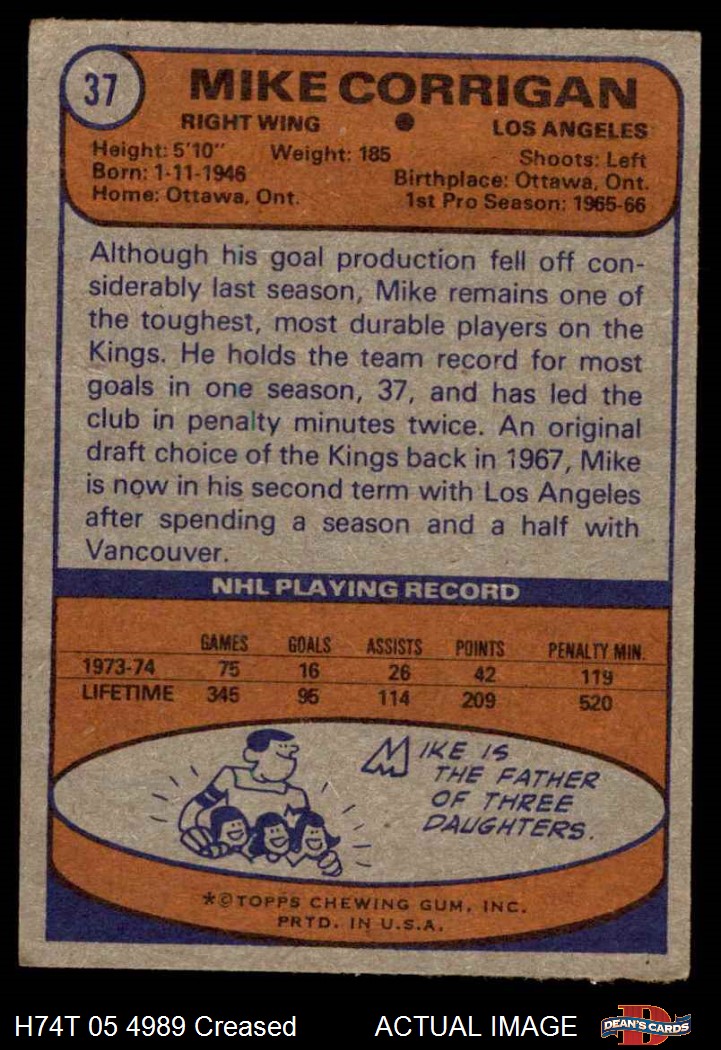 37
MIKE CORRIGAN
RIGHT WING ● LOS ANGELES
Height: 5'10" Weight: 185 Shoots: Left
Born: 1-11-1946 Birthplace: Ottawa, Ont.
Home: Ottawa, Ont. 1st Pro Season: 1965-66
Although his goal production fell off con-
siderably last season, Mike remains one of
the toughest, most durable players on the
Kings. He holds the team record for most
goals in one season, 37, and has led the
club in penalty minutes twice. An original
draft choice of the Kings back in 1967, Mike
is now in his second term with Los Angeles
after spending a season and a half with
Vancouver.
NHL PLAYING RECORD
GAMES GOALS ASSISTS POINTS PENALTY MIN.
1973-74 75 16 26 42 119
LIFETIME 345 95 114 209 520
MIKE IS
THE FATHER
OF THREE
DAUGHTERS.
*©TOPPS CHEWING GUM, INC.
PRTD. IN U.S.A.
H74T 05 4989 Creased ACTUAL IMAGE
D
DEAN'S CARDS